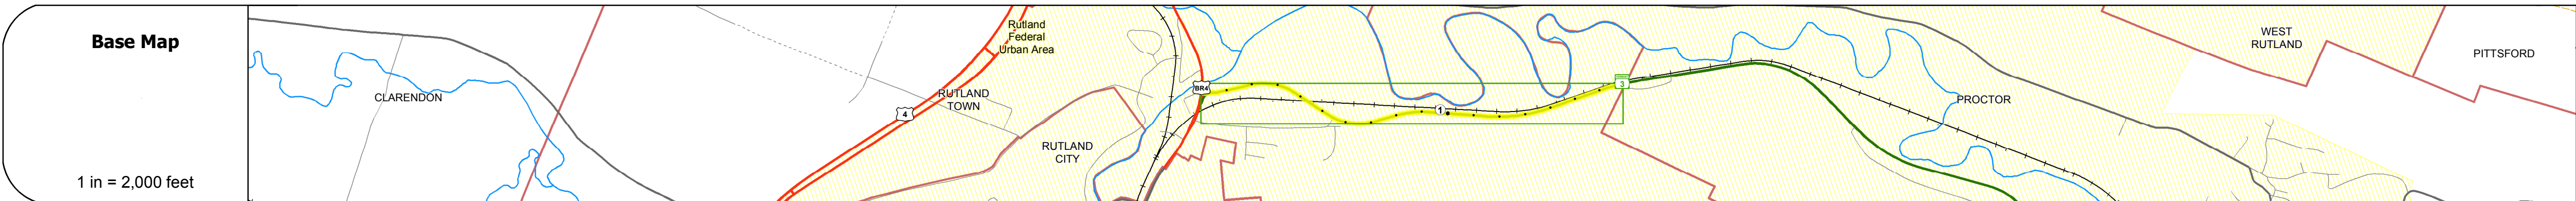 Base Map
1 in = 2,000 feet
CLARENDON
4
RUTLAND
TOWN
Rutland
Federal
Urban Area
RUTLAND
CITY
BR4
1
3
PROCTOR
WEST
RUTLAND
PITTSFORD